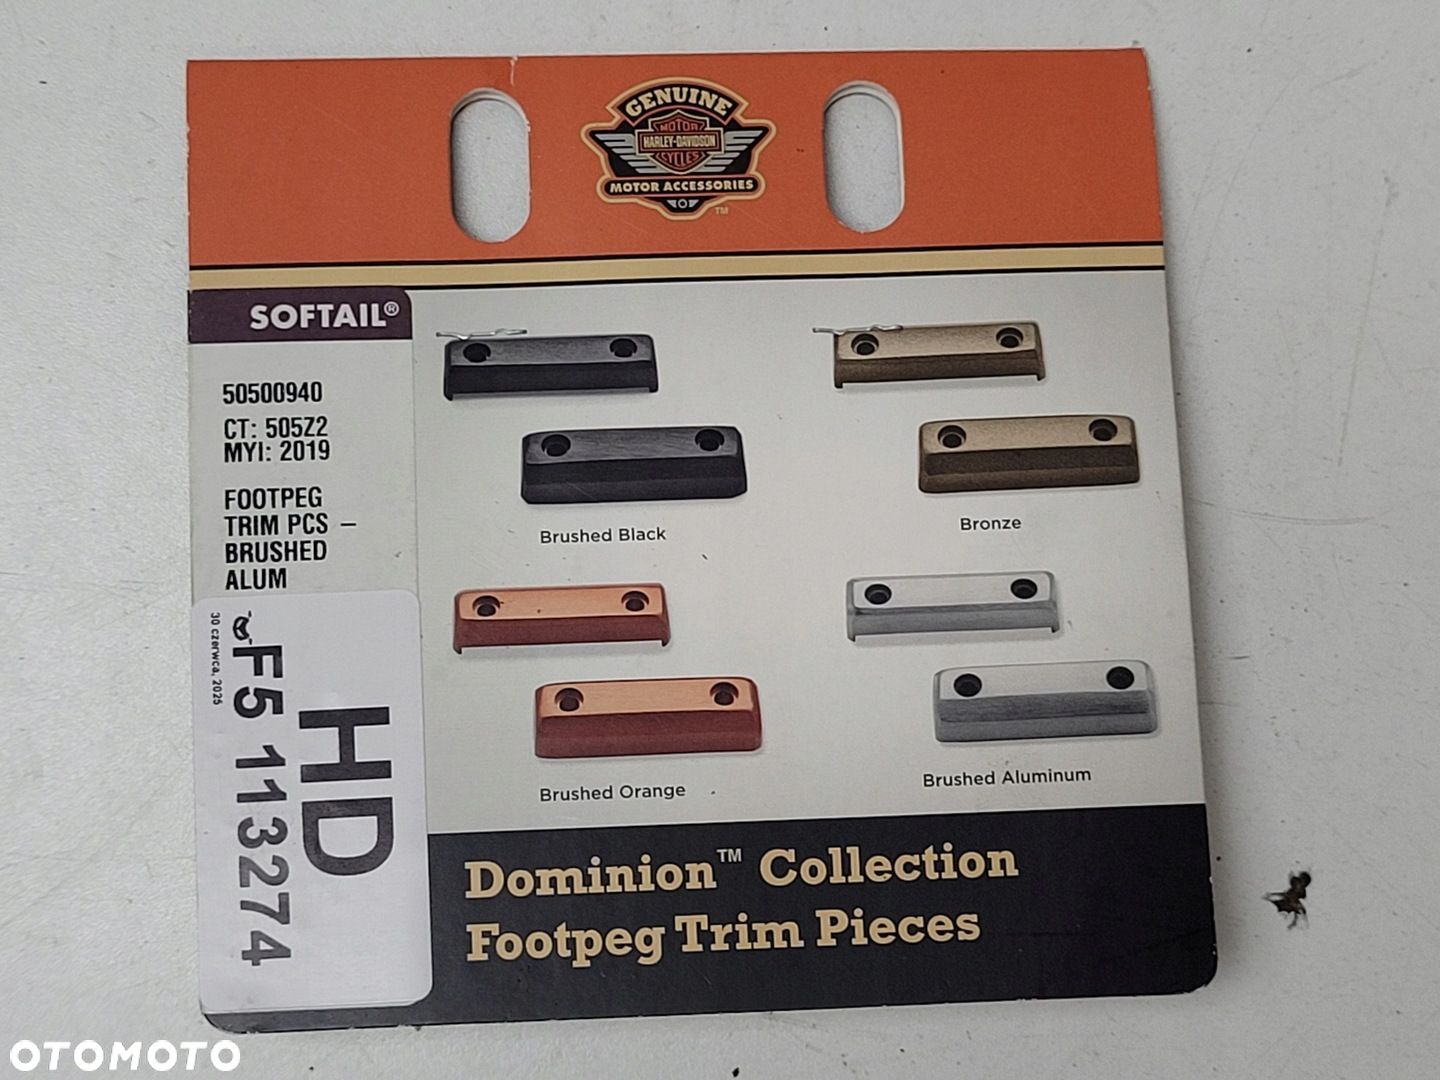 GENUINE
MOTOR
HARLEY-DAVIDSON
CYCLES
MOTOR ACCESSORIES
TM
SOFTAIL®
50500940
CT: 505Z2
MYI: 2019
FOOTPEG
TRIM PCS –
BRUSHED
ALUM
Brushed Black
Bronze
Brushed Orange
Brushed Aluminum
30 czerwca, 2025
F5 113274
HD
Dominion™ Collection
Footpeg Trim Pieces
OTOMOTO